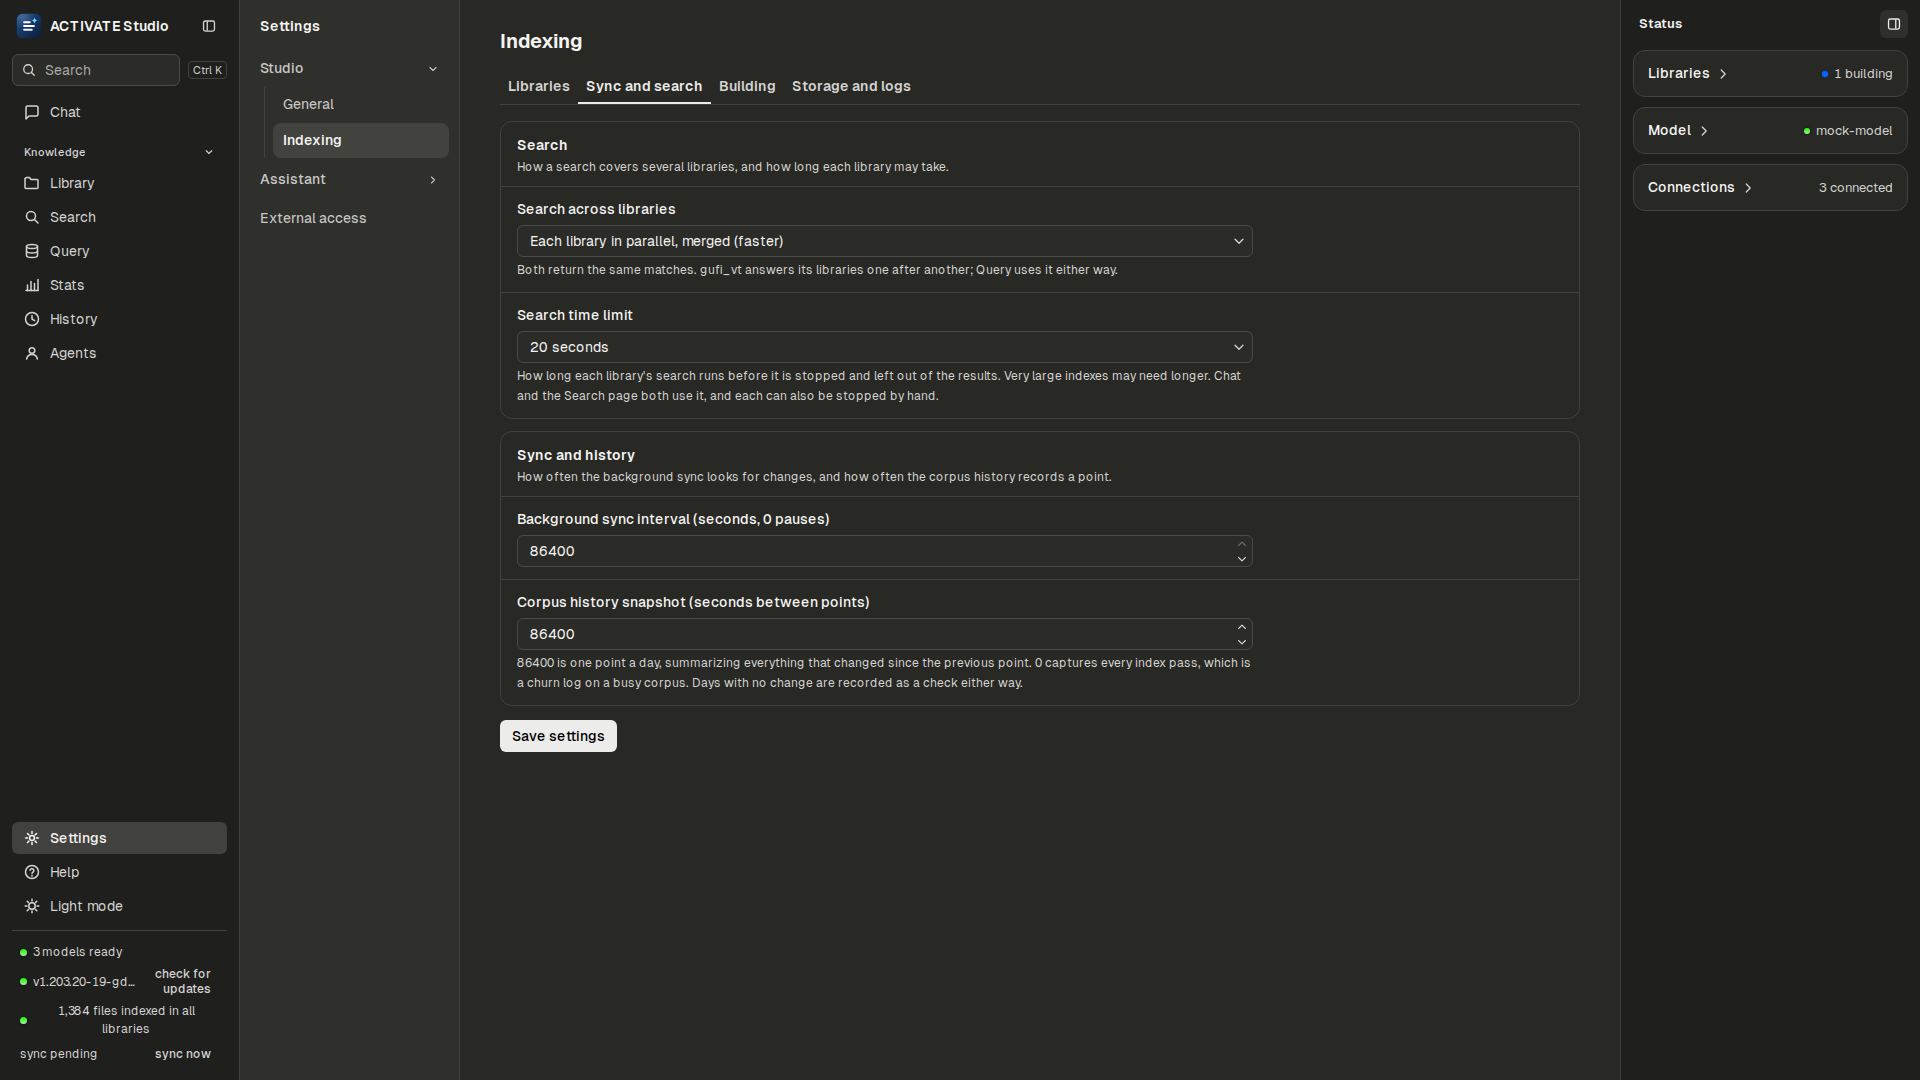 ACTIVATE Studio
Search
Ctrl K
Chat
Knowledge
Library
Search
Query
Stats
History
Agents
Settings
Help
Light mode
3 models ready
v1.203.20-19-gd...
check for
updates
1,384 files indexed in all
libraries
sync pending
sync now
Settings
Studio
General
Indexing
Assistant
External access
Indexing
Libraries
Sync and search
Building
Storage and logs
Search
How a search covers several libraries, and how long each library may take.
Search across libraries
Each library in parallel, merged (faster)
Both return the same matches. gufi_vt answers its libraries one after another; Query uses it either way.
Search time limit
20 seconds
How long each library's search runs before it is stopped and left out of the results. Very large indexes may need longer. Chat
and the Search page both use it, and each can also be stopped by hand.
Sync and history
How often the background sync looks for changes, and how often the corpus history records a point.
Background sync interval (seconds, 0 pauses)
86400
Corpus history snapshot (seconds between points)
86400
86400 is one point a day, summarizing everything that changed since the previous point. 0 captures every index pass, which is
a churn log on a busy corpus. Days with no change are recorded as a check either way.
Save settings
Status
Libraries
1 building
Model
mock-model
Connections
3 connected